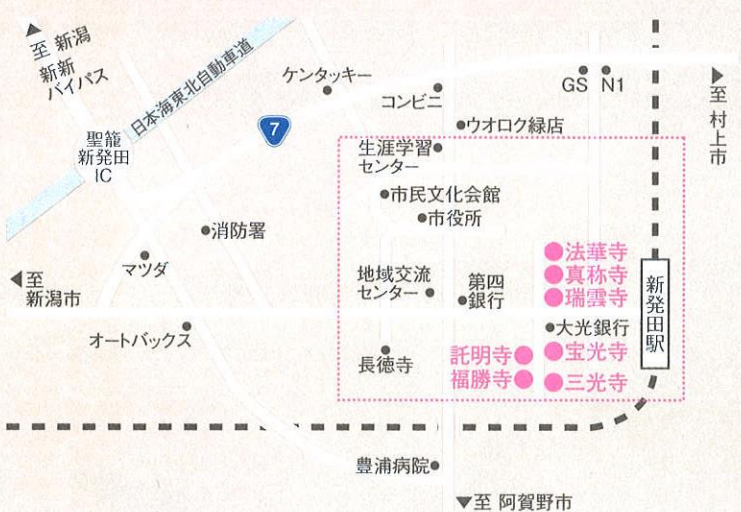 至 新潟
新新
バイパス
日本海東北自動車道
ケンタッキー
コンビニ
GS
N1
至 村上市
7
ウオロク緑店
聖籠
新発田
IC
生涯学習
センター
市民文化会館
市役所
消防署
マツダ
至
新潟市
オートバックス
地域交流
センター
第四
銀行
法華寺
真称寺
瑞雲寺
新発田駅
大光銀行
長徳寺
託明寺
福勝寺
宝光寺
三光寺
豊浦病院
至 阿賀野市